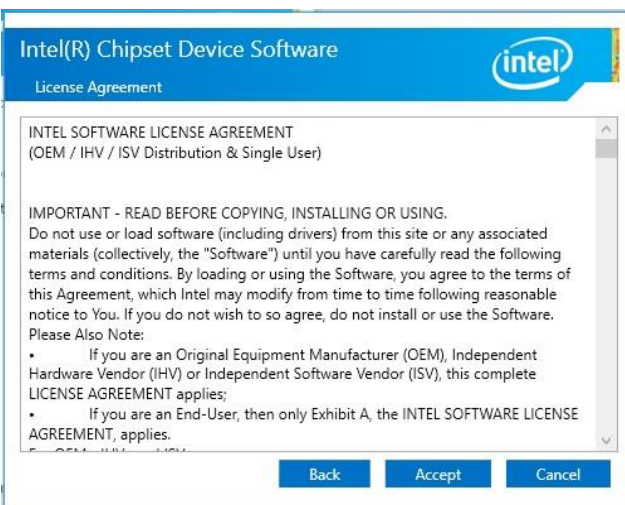 Intel(R) Chipset Device Software
intel
License Agreement
INTEL SOFTWARE LICENSE AGREEMENT
(OEM / IHV / ISV Distribution & Single User)
IMPORTANT - READ BEFORE COPYING, INSTALLING OR USING.
Do not use or load software (including drivers) from this site or any associated
materials (collectively, the "Software") until you have carefully read the following
terms and conditions. By loading or using the Software, you agree to the terms of
this Agreement, which Intel may modify from time to time following reasonable
notice to You. If you do not wish to so agree, do not install or use the Software.
Please Also Note:
• If you are an Original Equipment Manufacturer (OEM), Independent
Hardware Vendor (IHV) or Independent Software Vendor (ISV), this complete
LICENSE AGREEMENT applies;
• If you are an End-User, then only Exhibit A, the INTEL SOFTWARE LICENSE
AGREEMENT, applies.
Back Accept Cancel